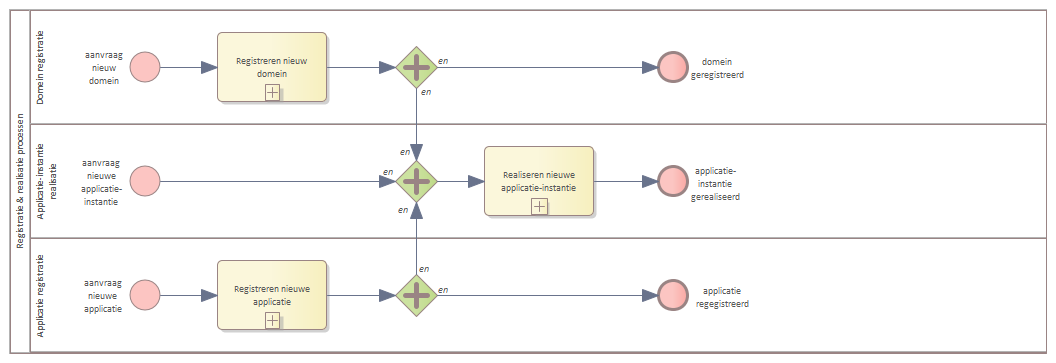 Registratie & realisatie processen
Domein registratie
aanvraag
nieuw
domein
Registreren nieuw
domein
en
en
domein
geregistreerd
Applicatie-instantie
realisatie
aanvraag
nieuwe
applicatie-
instantie
en
en
en
Realiseren nieuwe
applicatie-instantie
applicatie-
instantie
gerealiseerd
Applicatie registratie
aanvraag
nieuwe
applicatie
Registreren nieuwe
applicatie
en
en
applicatie
regegistreerd